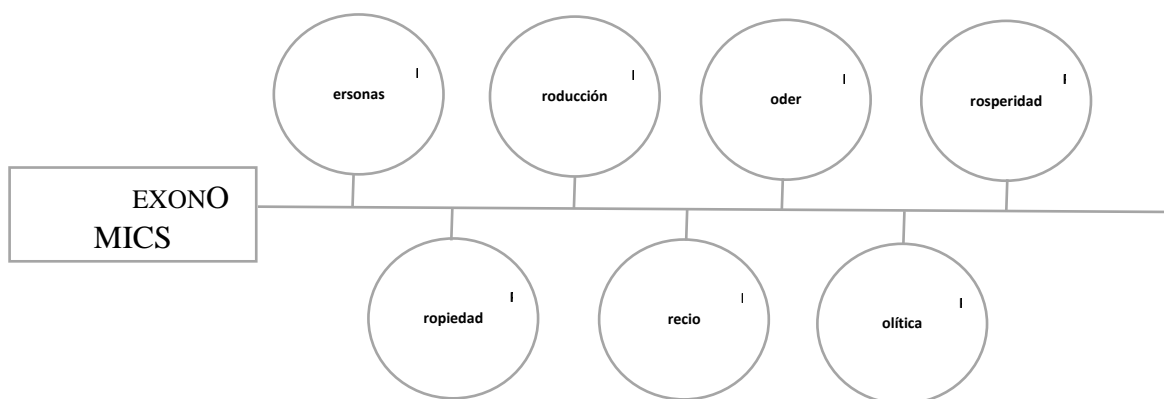 ersonas
roducción
oder
rosperidad
EXONO
MICS
ropiedad
recio
olítica